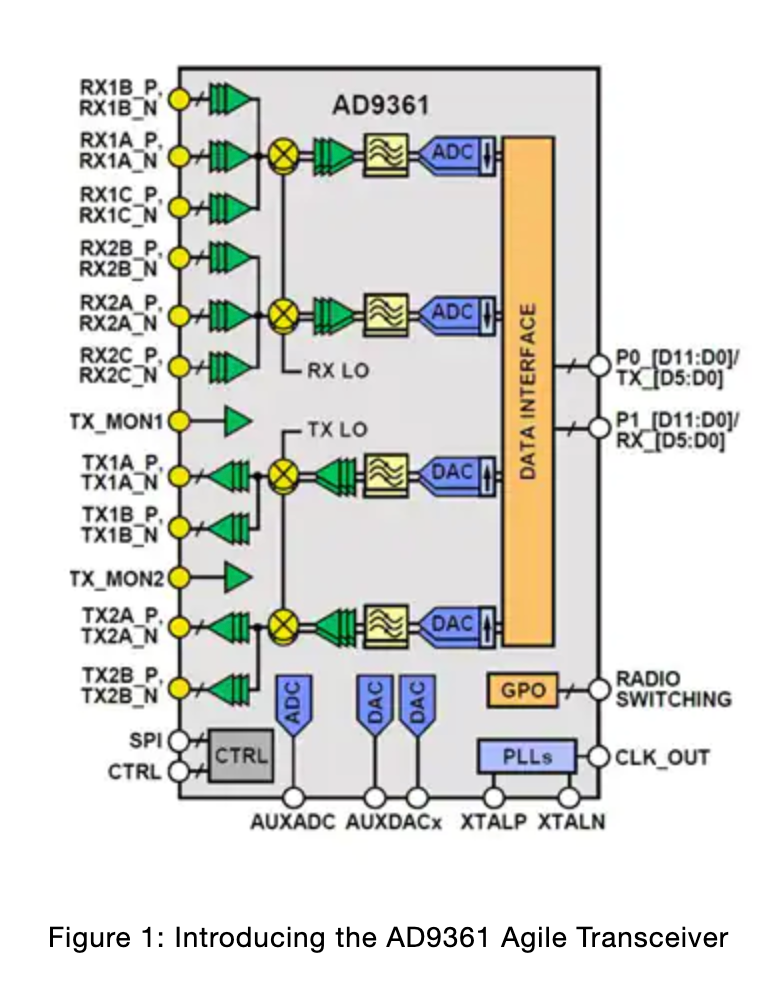 AD9361
RX1B_P,
RX1B_N
RX1A_P,
RX1A_N
ADC
RX1C_P,
RX1C_N
RX2B_P,
RX2B_N
RX2A_P,
RX2A_N
ADC
RX2C_P,
RX2C_N
RX LO
DATA INTERFACE
P0_[D11:D0]/
TX_[D5:D0]
P1_[D11:D0]/
RX_[D5:D0]
TX_MON1
TX LO
TX1A_P,
TX1A_N
DAC
TX1B_P,
TX1B_N
TX_MON2
TX2A_P,
TX2A_N
DAC
TX2B_P,
TX2B_N
ADC
DAC
DAC
GPO
RADIO
SWITCHING
SPI
CTRL
CTRL
PLLs
CLK_OUT
AUXADC
AUXDACx
XTALP
XTALN
Figure 1: Introducing the AD9361 Agile Transceiver